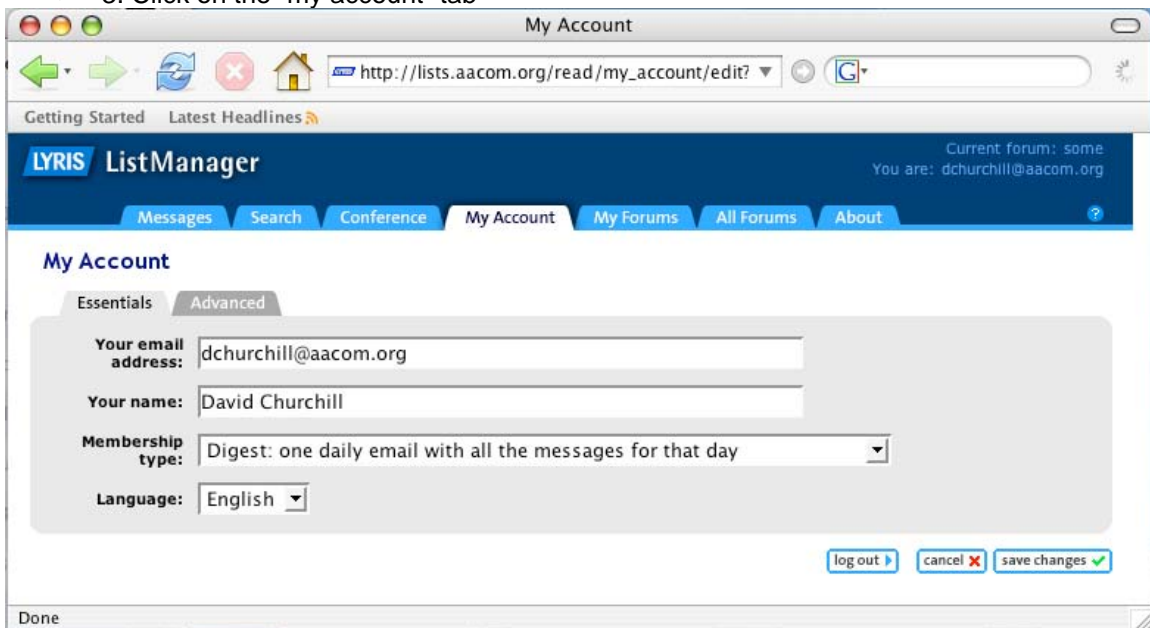 Click on the "my account" tab
My Account
http://lists.aacom.org/read/my_account/edit?
G
Getting Started Latest Headlines
LYRIS ListManager
Current forum: some
You are: dchurchill@aacom.org
Messages Search Conference My Account My Forums All Forums About ?
My Account
Essentials Advanced
Your email address: dchurchill@aacom.org
Your name: David Churchill
Membership type: Digest: one daily email with all the messages for that day
Language: English
log out cancel save changes
Done